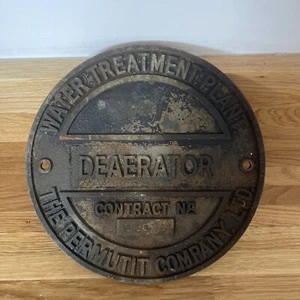 WATER-TREATMENT-PLANT
DEAERATOR
CONTRACT Nº
THE PERMUTIT COMPANY LTD.